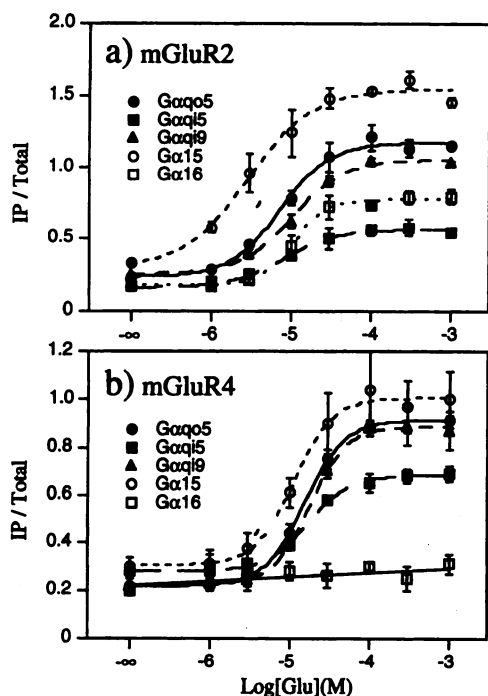 a) mGluR2
Gαqo5
Gαqi5
Gαqi9
Gα15
Gα16
IP / Total
2.0
1.5
1.0
0.5
0
-∞ -6 -5 -4 -3
b) mGluR4
Gαqo5
Gαqi5
Gαqi9
Gα15
Gα16
IP / Total
1.2
1.0
0.8
0.6
0.4
0.2
0
-∞ -6 -5 -4 -3
Log[Glu](M)